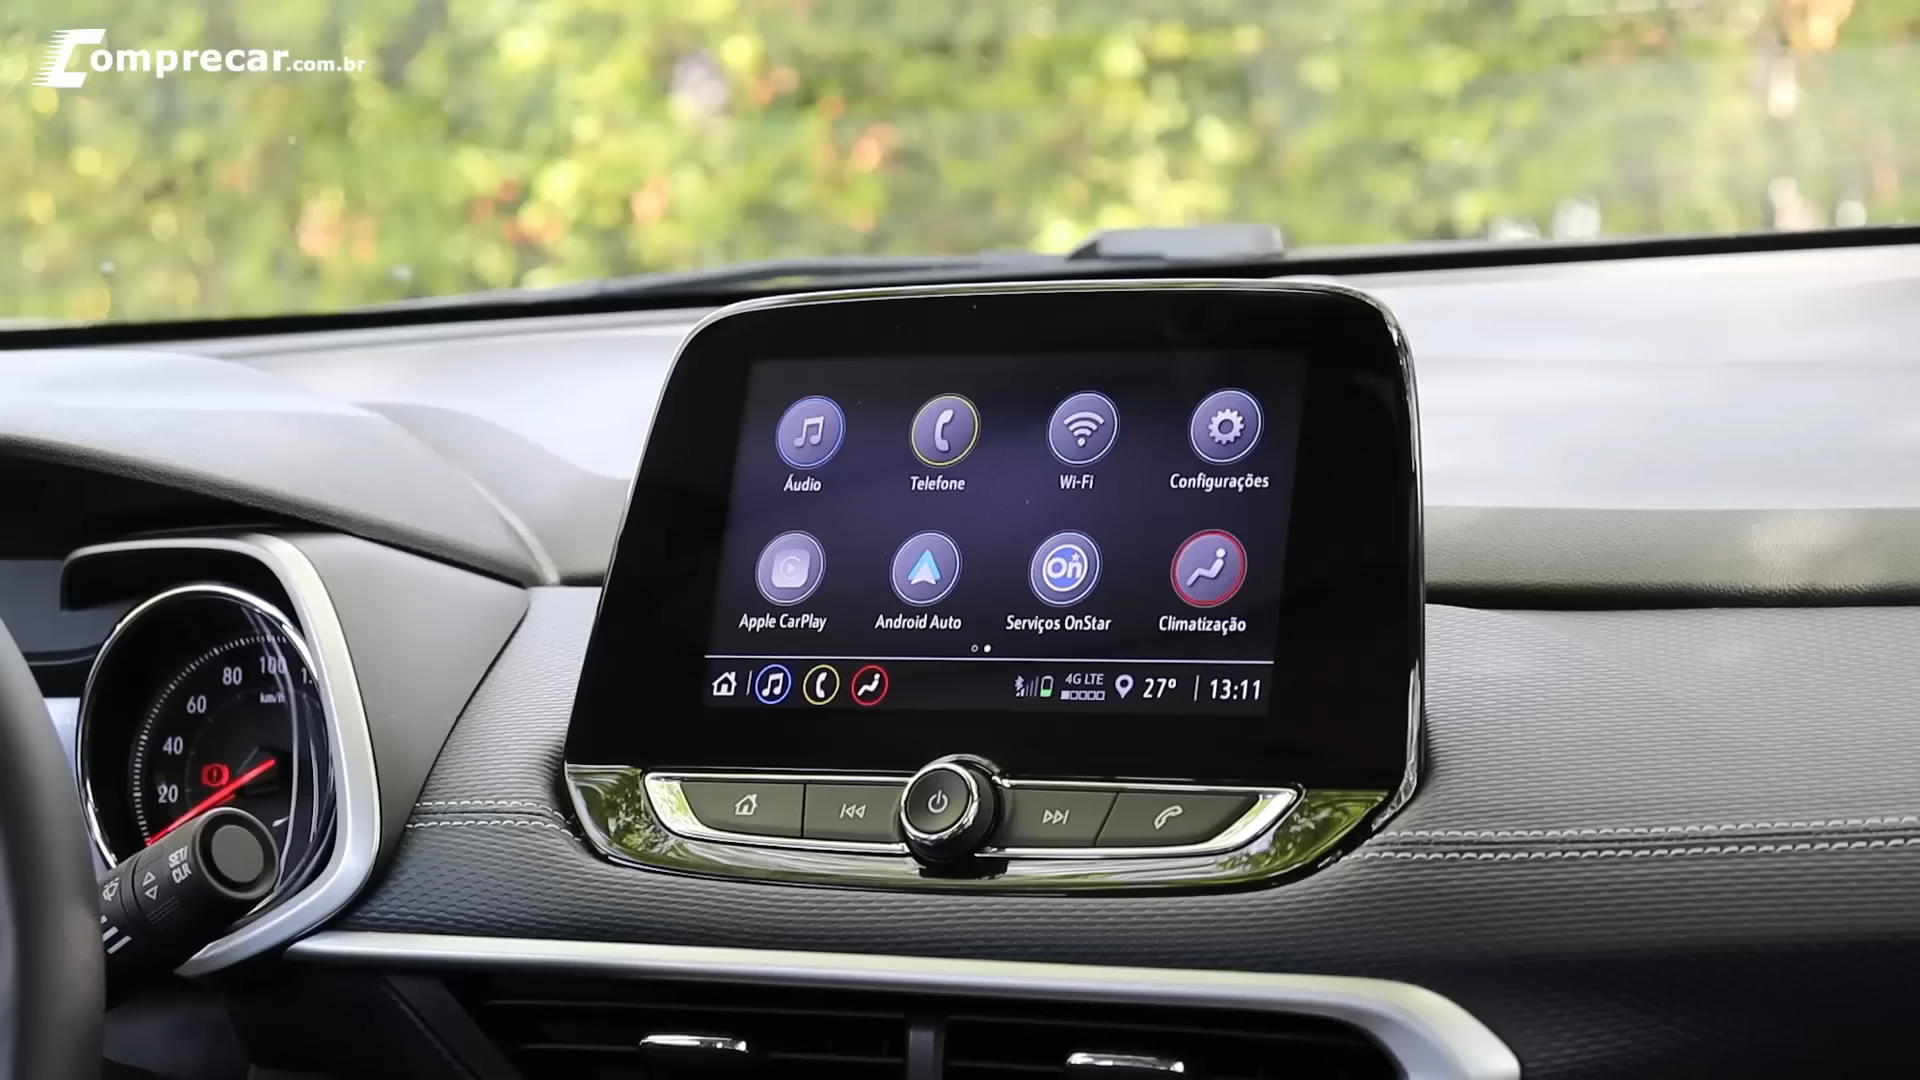 Comprecar.com.br
Áudio
Telefone
Wi-Fi
Configurações
Apple CarPlay
Android Auto
On
Serviços OnStar
Climatização
4G LTE
27°
13:11
100
80
60
km/h
40
20
SET/
CLR